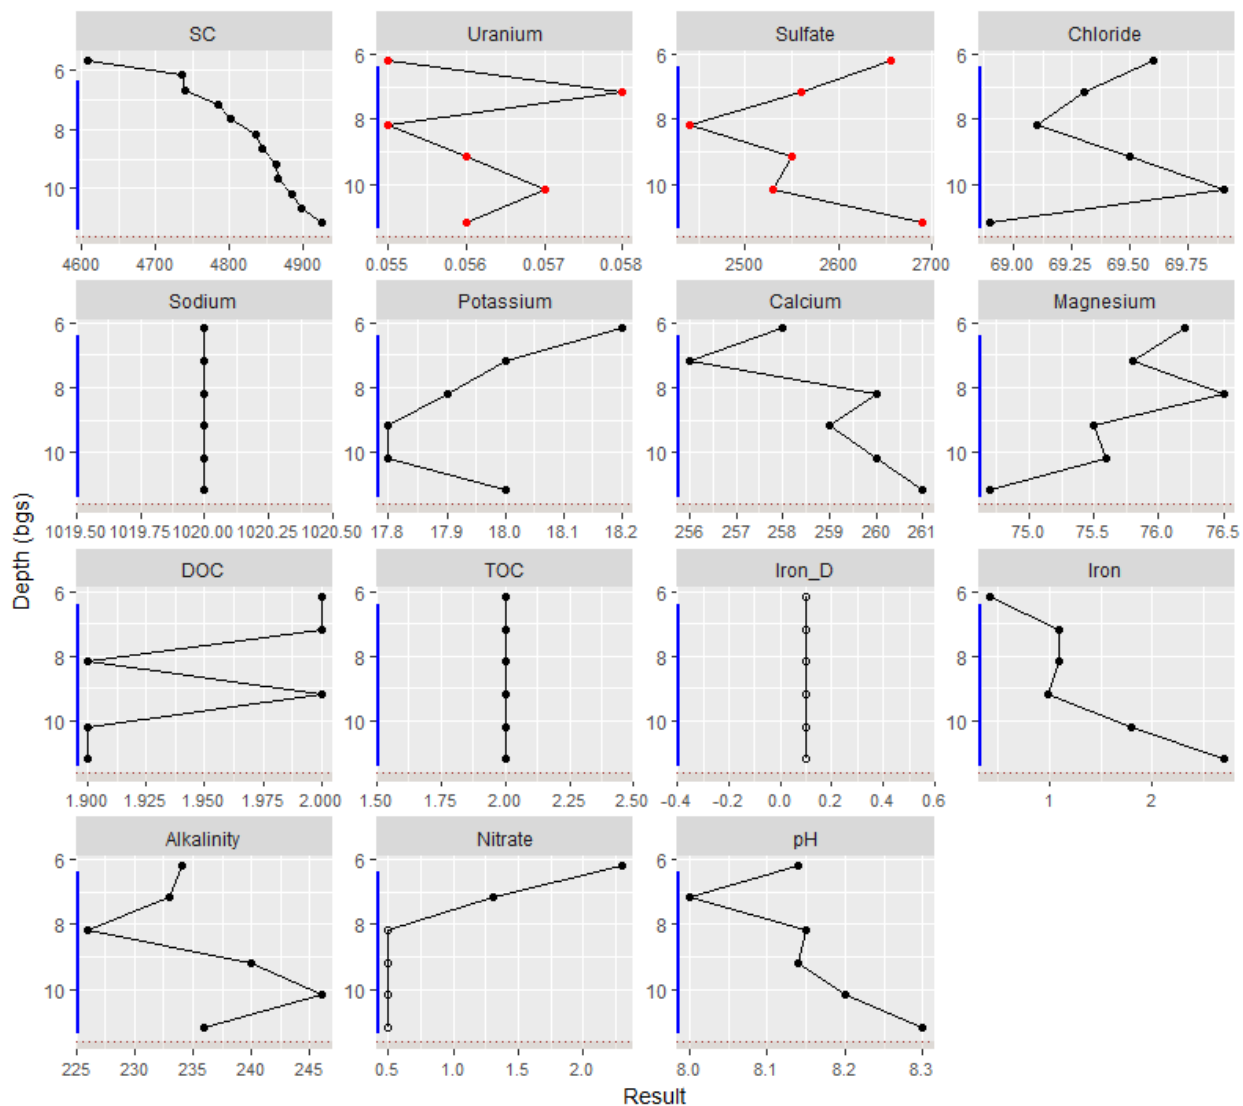 SC Uranium Sulfate Chloride
6 6 6 6
8 8 8 8
10 10 10 10
4600 4700 4800 4900 0.055 0.056 0.057 0.058 2500 2600 2700 69.00 69.25 69.50 69.75
Sodium Potassium Calcium Magnesium
6 6 6 6
8 8 8 8
10 10 10 10
1019.50 1019.75 1020.00 1020.25 1020.50 17.8 17.9 18.0 18.1 18.2 256 257 258 259 260 261 75.0 75.5 76.0 76.5
Depth (bgs)
DOC TOC Iron_D Iron
6 6 6 6
8 8 8 8
10 10 10 10
1.900 1.925 1.950 1.975 2.000 1.50 1.75 2.00 2.25 2.50 -0.4 -0.2 0.0 0.2 0.4 0.6 1 2
Alkalinity Nitrate pH
6 6 6
8 8 8
10 10 10
225 230 235 240 245 0.5 1.0 1.5 2.0 8.0 8.1 8.2 8.3
Result